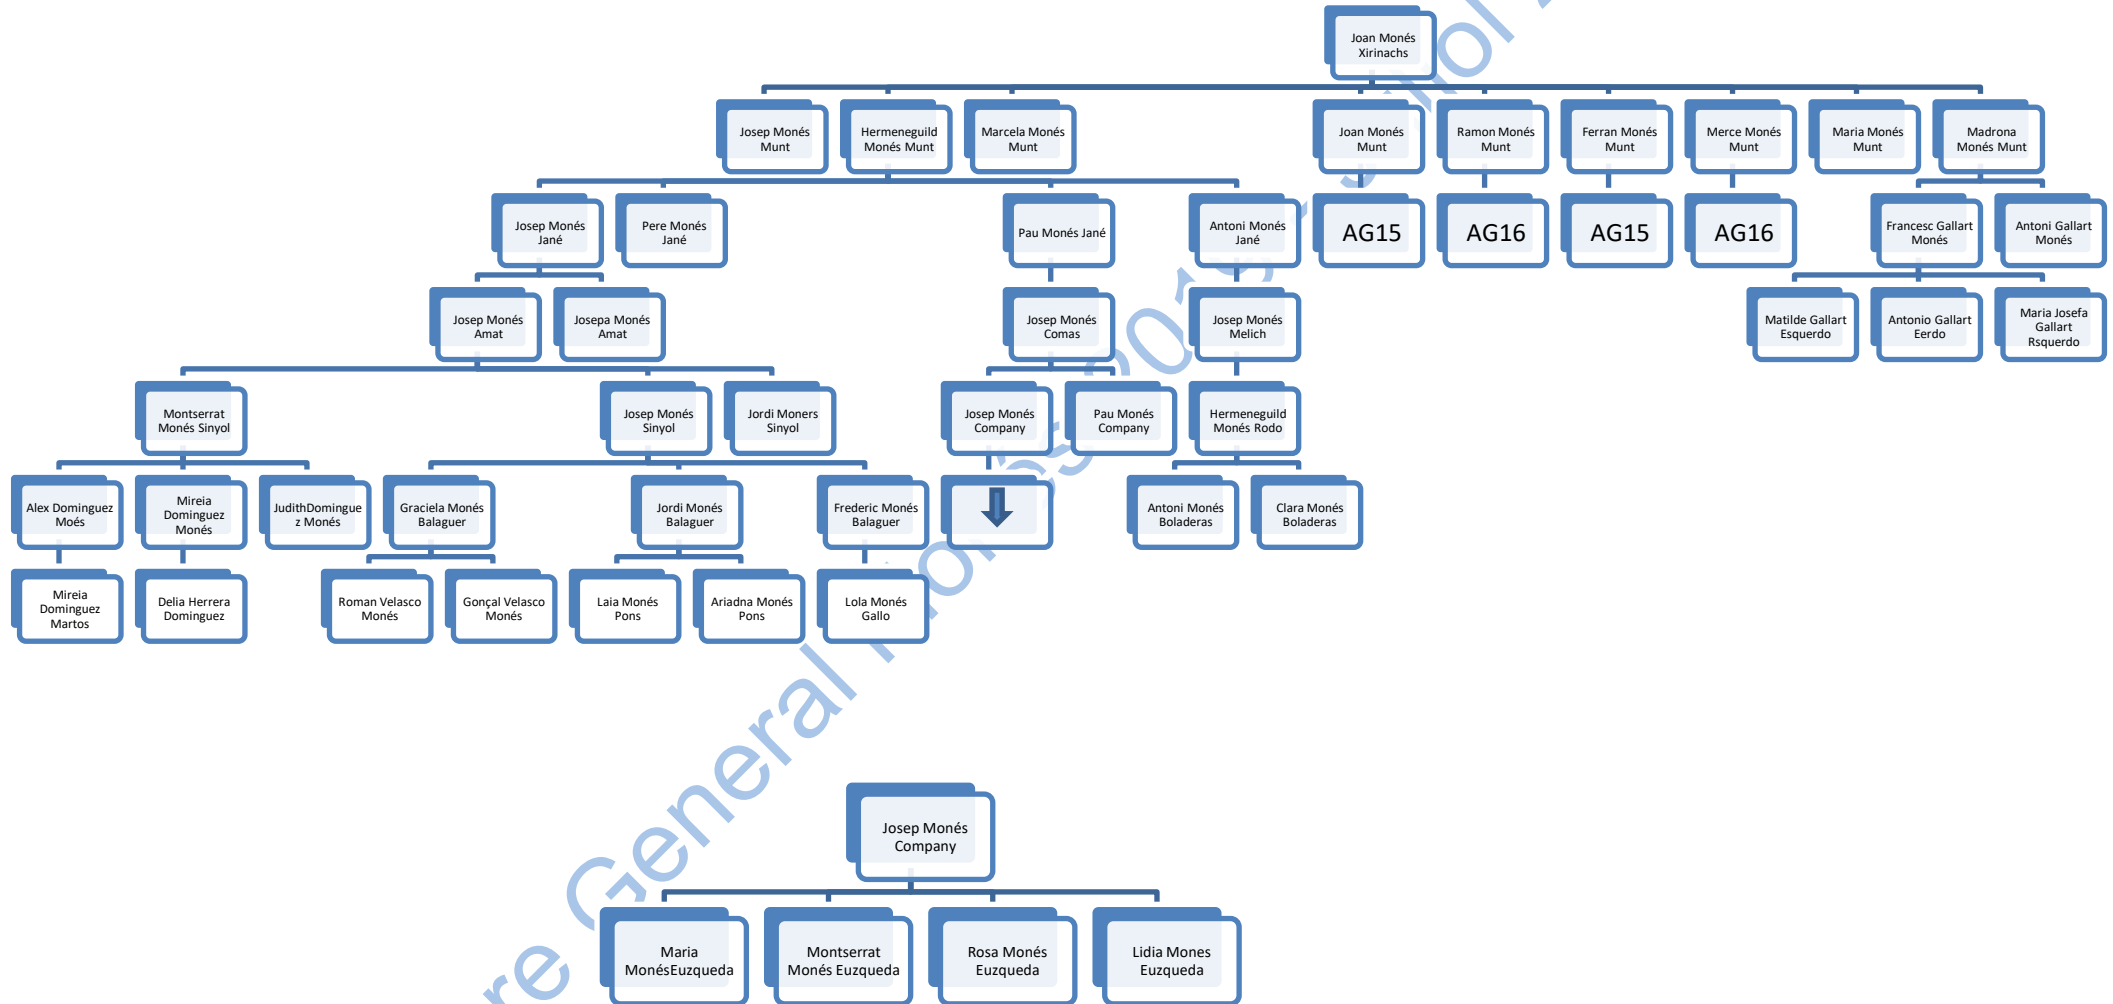 Joan Monés
Xirinachs
Josep Monés
Munt
Hermeneguild
Monés Munt
Marcela Monés
Munt
Joan Monés
Munt
Ramon Monés
Munt
Ferran Monés
Munt
Merce Monés
Munt
Maria Monés
Munt
Madrona
Monés Munt
Josep Monés
Jané
Pere Monés
Jané
Pau Monés Jané
Antoni Monés
Jané
AG15
AG16
AG15
AG16
Francesc Gallart
Monés
Antoni Gallart
Monés
Josep Monés
Amat
Josepa Monés
Amat
Josep Monés
Comas
Josep Monés
Melich
Matilde Gallart
Esquerdo
Antonio Gallart
Eerdo
Maria Josefa
Gallart
Rsquerdo
Montserrat
Monés Sinyol
Josep Monés
Sinyol
Jordi Moners
Sinyol
Josep Monés
Company
Pau Monés
Company
Hermeneguild
Monés Rodo
Alex Dominguez
Moés
Mireia
Dominguez
Monés
JudithDomingue
z Monés
Graciela Monés
Balaguer
Jordi Monés
Balaguer
Frederic Monés
Balaguer
Antoni Monés
Boladeras
Clara Monés
Boladeras
Mireia
Dominguez
Martos
Delia Herrera
Dominguez
Roman Velasco
Monés
Gonçal Velasco
Monés
Laia Monés
Pons
Ariadna Monés
Pons
Lola Monés
Gallo
Josep Monés
Company
Maria
MonésEuzqueda
Montserrat
Monés Euzqueda
Rosa Monés
Euzqueda
Lidia Mones
Euzqueda
General